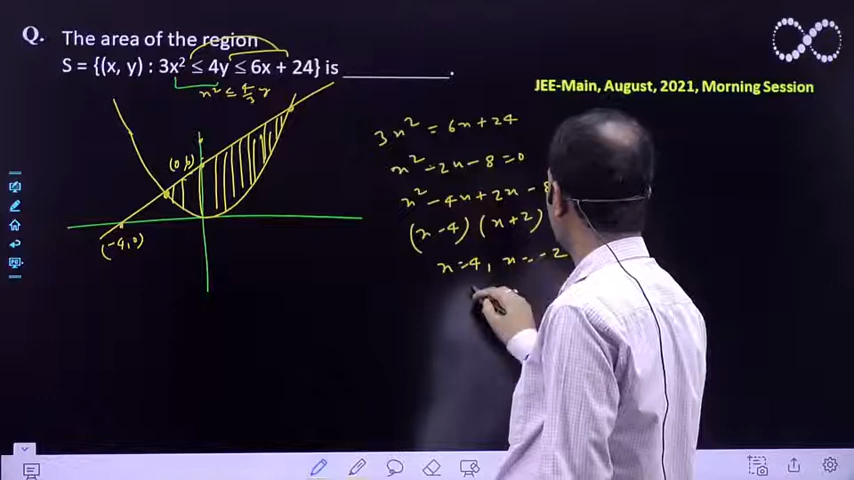 Q. The area of the region
S = {(x, y) : 3x² ≤ 4y ≤ 6x + 24} is ____________.
x² ≤ 4/3 y
JEE-Main, August, 2021, Morning Session
(0,6)
(-4,0)
3x² = 6x+24
x² - 2x - 8 = 0
x² - 4x + 2x - 8
(x-4) (x+2)
x = 4, x = -2